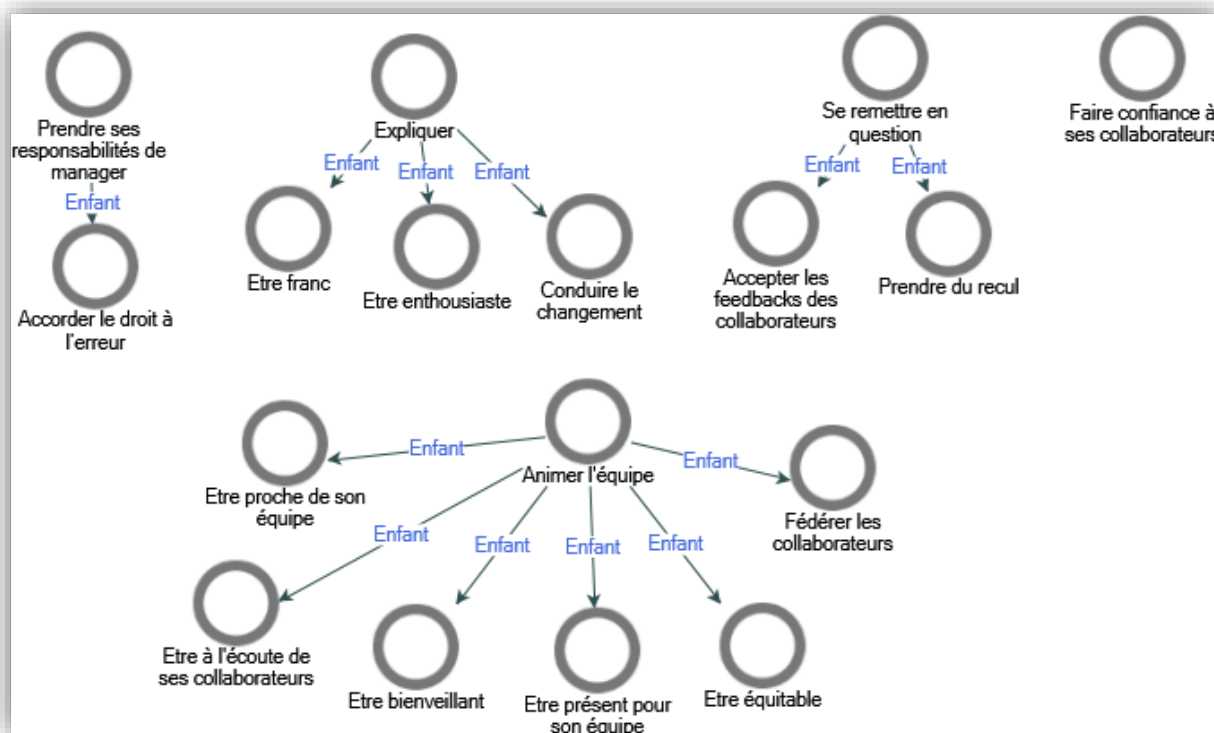 Prendre ses
responsabilités de
manager
Enfant
Accorder le droit à
l'erreur
Expliquer
Enfant
Enfant
Enfant
Etre franc
Etre enthousiaste
Conduire le
changement
Se remettre en
question
Enfant
Enfant
Accepter les
feedbacks des
collaborateurs
Prendre du recul
Faire confiance à
ses collaborateurs
Animer l'équipe
Enfant
Enfant
Enfant
Enfant
Enfant
Enfant
Etre proche de son
équipe
Etre à l'écoute de
ses collaborateurs
Etre bienveillant
Etre présent pour
son équipe
Etre équitable
Fédérer les
collaborateurs